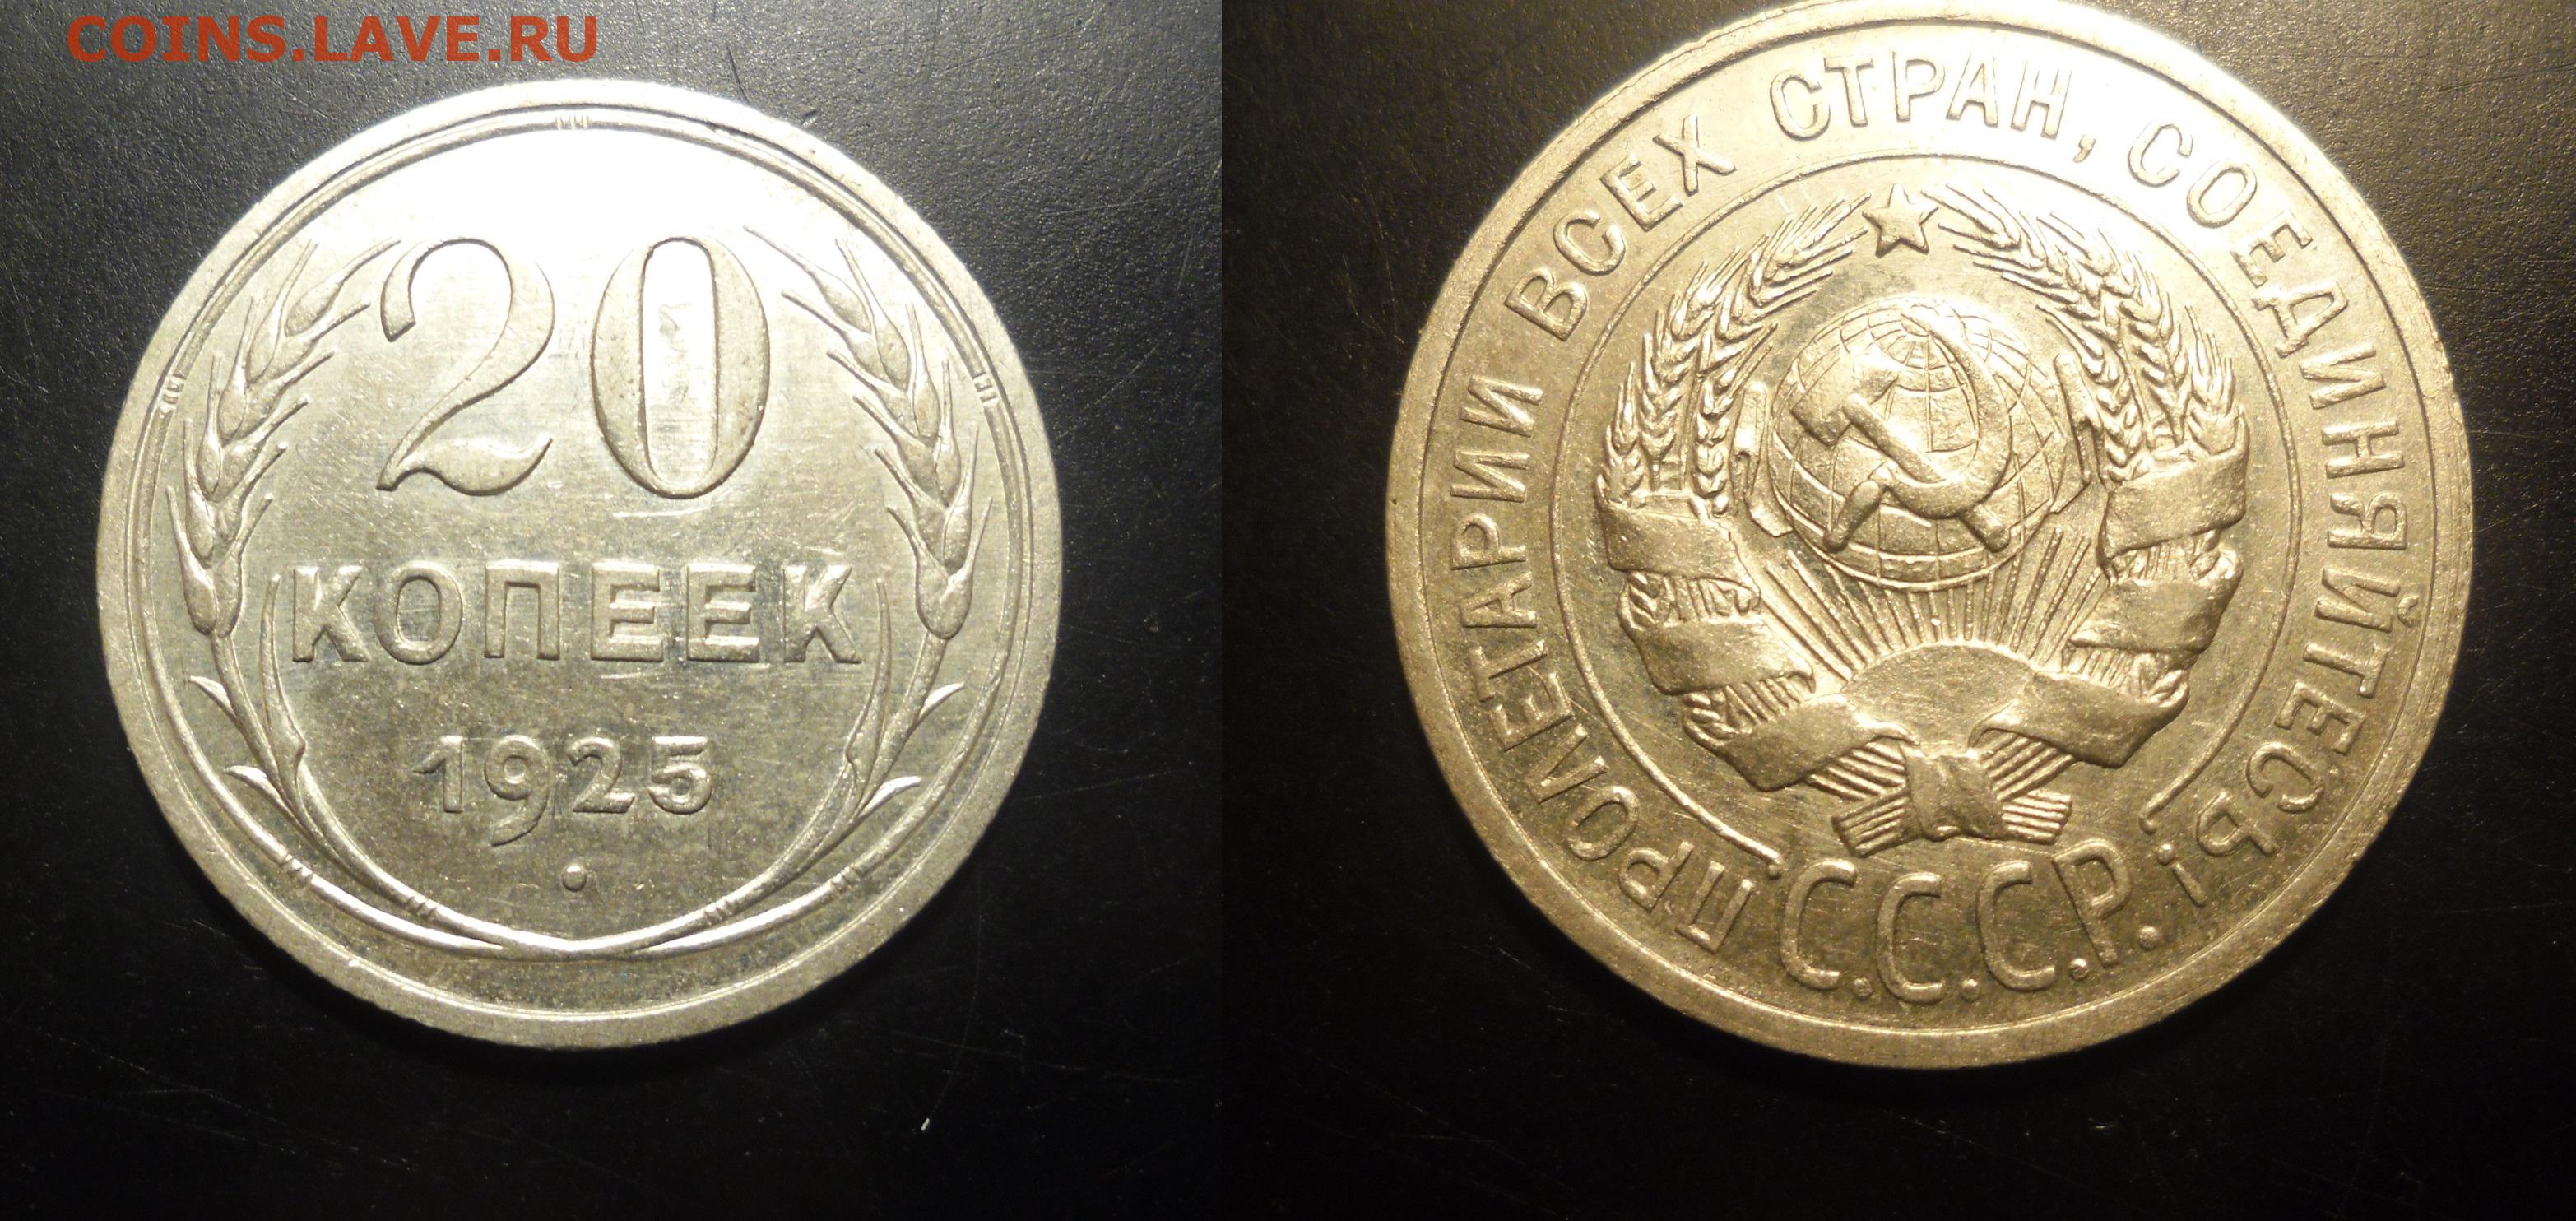 COINS.LAVE.RU
20
КОПЕЕК
1925
ПРОЛЕТАРИИ ВСЕХ СТРАН, СОЕДИНЯЙТЕСЬ!
С.С.С.Р.